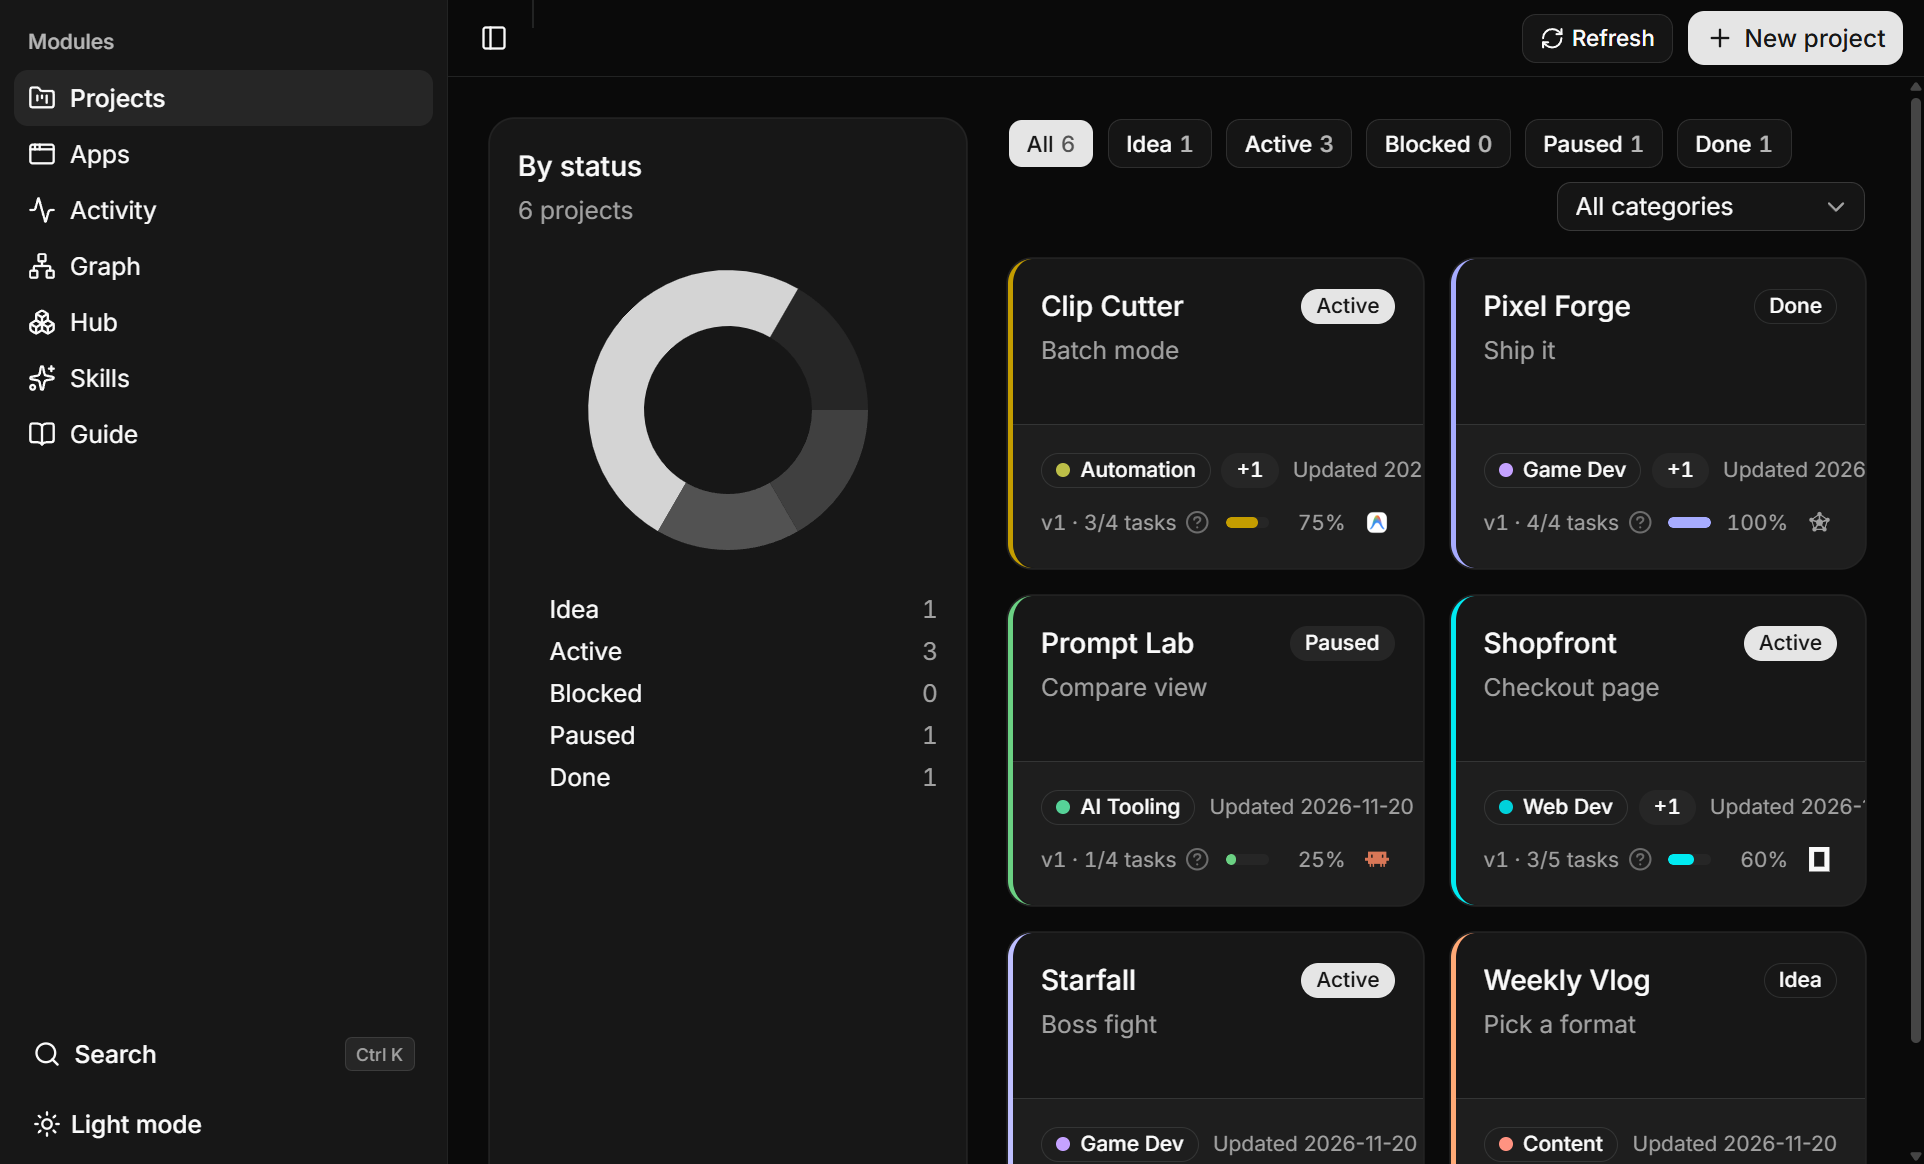 Modules
Projects
Apps
Activity
Graph
Hub
Skills
Guide
Search
Ctrl K
Light mode
Refresh
New project
By status
6 projects
Idea 1
Active 3
Blocked 0
Paused 1
Done 1
All 6
Idea 1
Active 3
Blocked 0
Paused 1
Done 1
All categories
Clip Cutter
Active
Batch mode
Automation +1 Updated 202
v1 · 3/4 tasks ? 75%
Pixel Forge
Done
Ship it
Game Dev +1 Updated 2026
v1 · 4/4 tasks ? 100%
Prompt Lab
Paused
Compare view
AI Tooling Updated 2026-11-20
v1 · 1/4 tasks ? 25%
Shopfront
Active
Checkout page
Web Dev +1 Updated 2026-
v1 · 3/5 tasks ? 60%
Starfall
Active
Boss fight
Game Dev Updated 2026-11-20
Weekly Vlog
Idea
Pick a format
Content Updated 2026-11-20